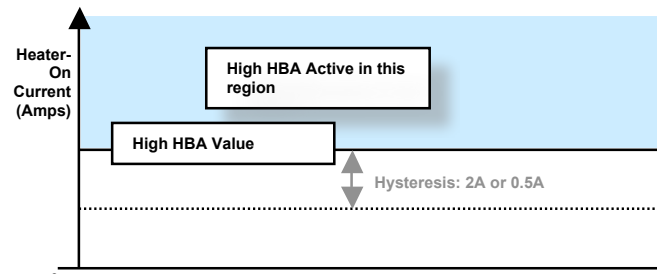 Heater-
On
Current
(Amps)
High HBA Active in this
region
High HBA Value
Hysteresis: 2A or 0.5A